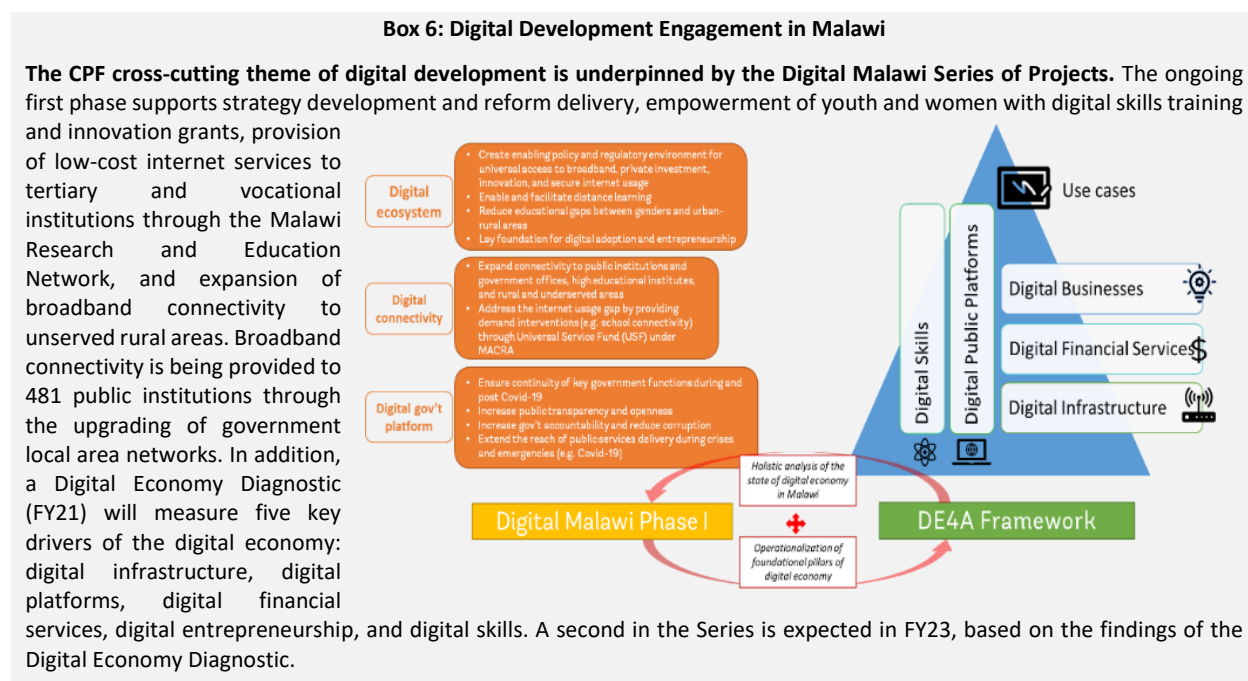 Box 6: Digital Development Engagement in Malawi
The CPF cross-cutting theme of digital development is underpinned by the Digital Malawi Series of Projects. The ongoing
first phase supports strategy development and reform delivery, empowerment of youth and women with digital skills training
and innovation grants, provision
of low-cost internet services to
tertiary and vocational
institutions through the Malawi
Research and Education
Network, and expansion of
broadband connectivity to
unserved rural areas. Broadband
connectivity is being provided to
481 public institutions through
the upgrading of government
local area networks. In addition,
a Digital Economy Diagnostic
(FY21) will measure five key
drivers of the digital economy:
digital infrastructure, digital
platforms, digital financial
services, digital entrepreneurship, and digital skills. A second in the Series is expected in FY23, based on the findings of the
Digital Economy Diagnostic.
Digital
ecosystem
• Create enabling policy and regulatory environment for
universal access to broadband, private investment,
innovation, and secure internet usage
• Enable and facilitate distance learning
• Reduce educational gaps between genders and urban-
rural areas
• Lay foundation for digital adoption and entrepreneurship
Digital
connectivity
• Expand connectivity to public institutions and
government offices, high educational institutes,
and rural and underserved areas
• Address the internet usage gap by providing
demand interventions (e.g. school connectivity)
through Universal Service Fund (USF) under
MACRA
Digital gov't
platform
• Ensure continuity of key government functions during and
post Covid-19
• Increase public transparency and openness
• Increase gov't accountability and reduce corruption
• Extend the reach of public services delivery during crises
and emergencies (e.g. Covid-19)
Use cases
Digital Skills
Digital Public Platforms
Digital Businesses
Digital Financial Services
$
Digital Infrastructure
Holistic analysis of the
state of digital economy
in Malawi
Digital Malawi Phase I
DE4A Framework
Operationalization of
foundational pillars of
digital economy